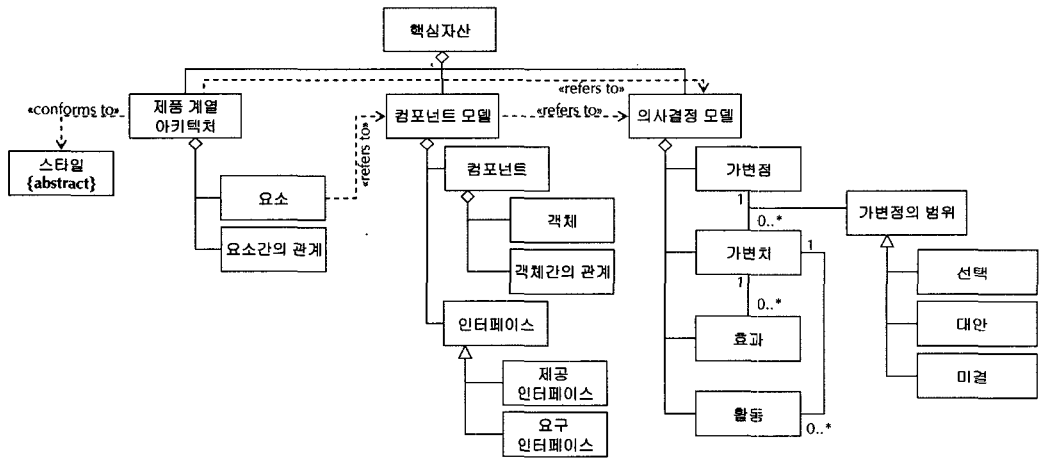 핵심자산
«refers to»
«conforms to»
제품 계열
아키텍처
컴포넌트 모델
«refers to»
의사결정 모델
«refers to»
스타일
{abstract}
요소
요소간의 관계
컴포넌트
객체
객체간의 관계
인터페이스
제공
인터페이스
요구
인터페이스
가변점
1
0..*
가변점의 범위
가변치
1
1
0..*
효과
활동
0..*
선택
대안
미결